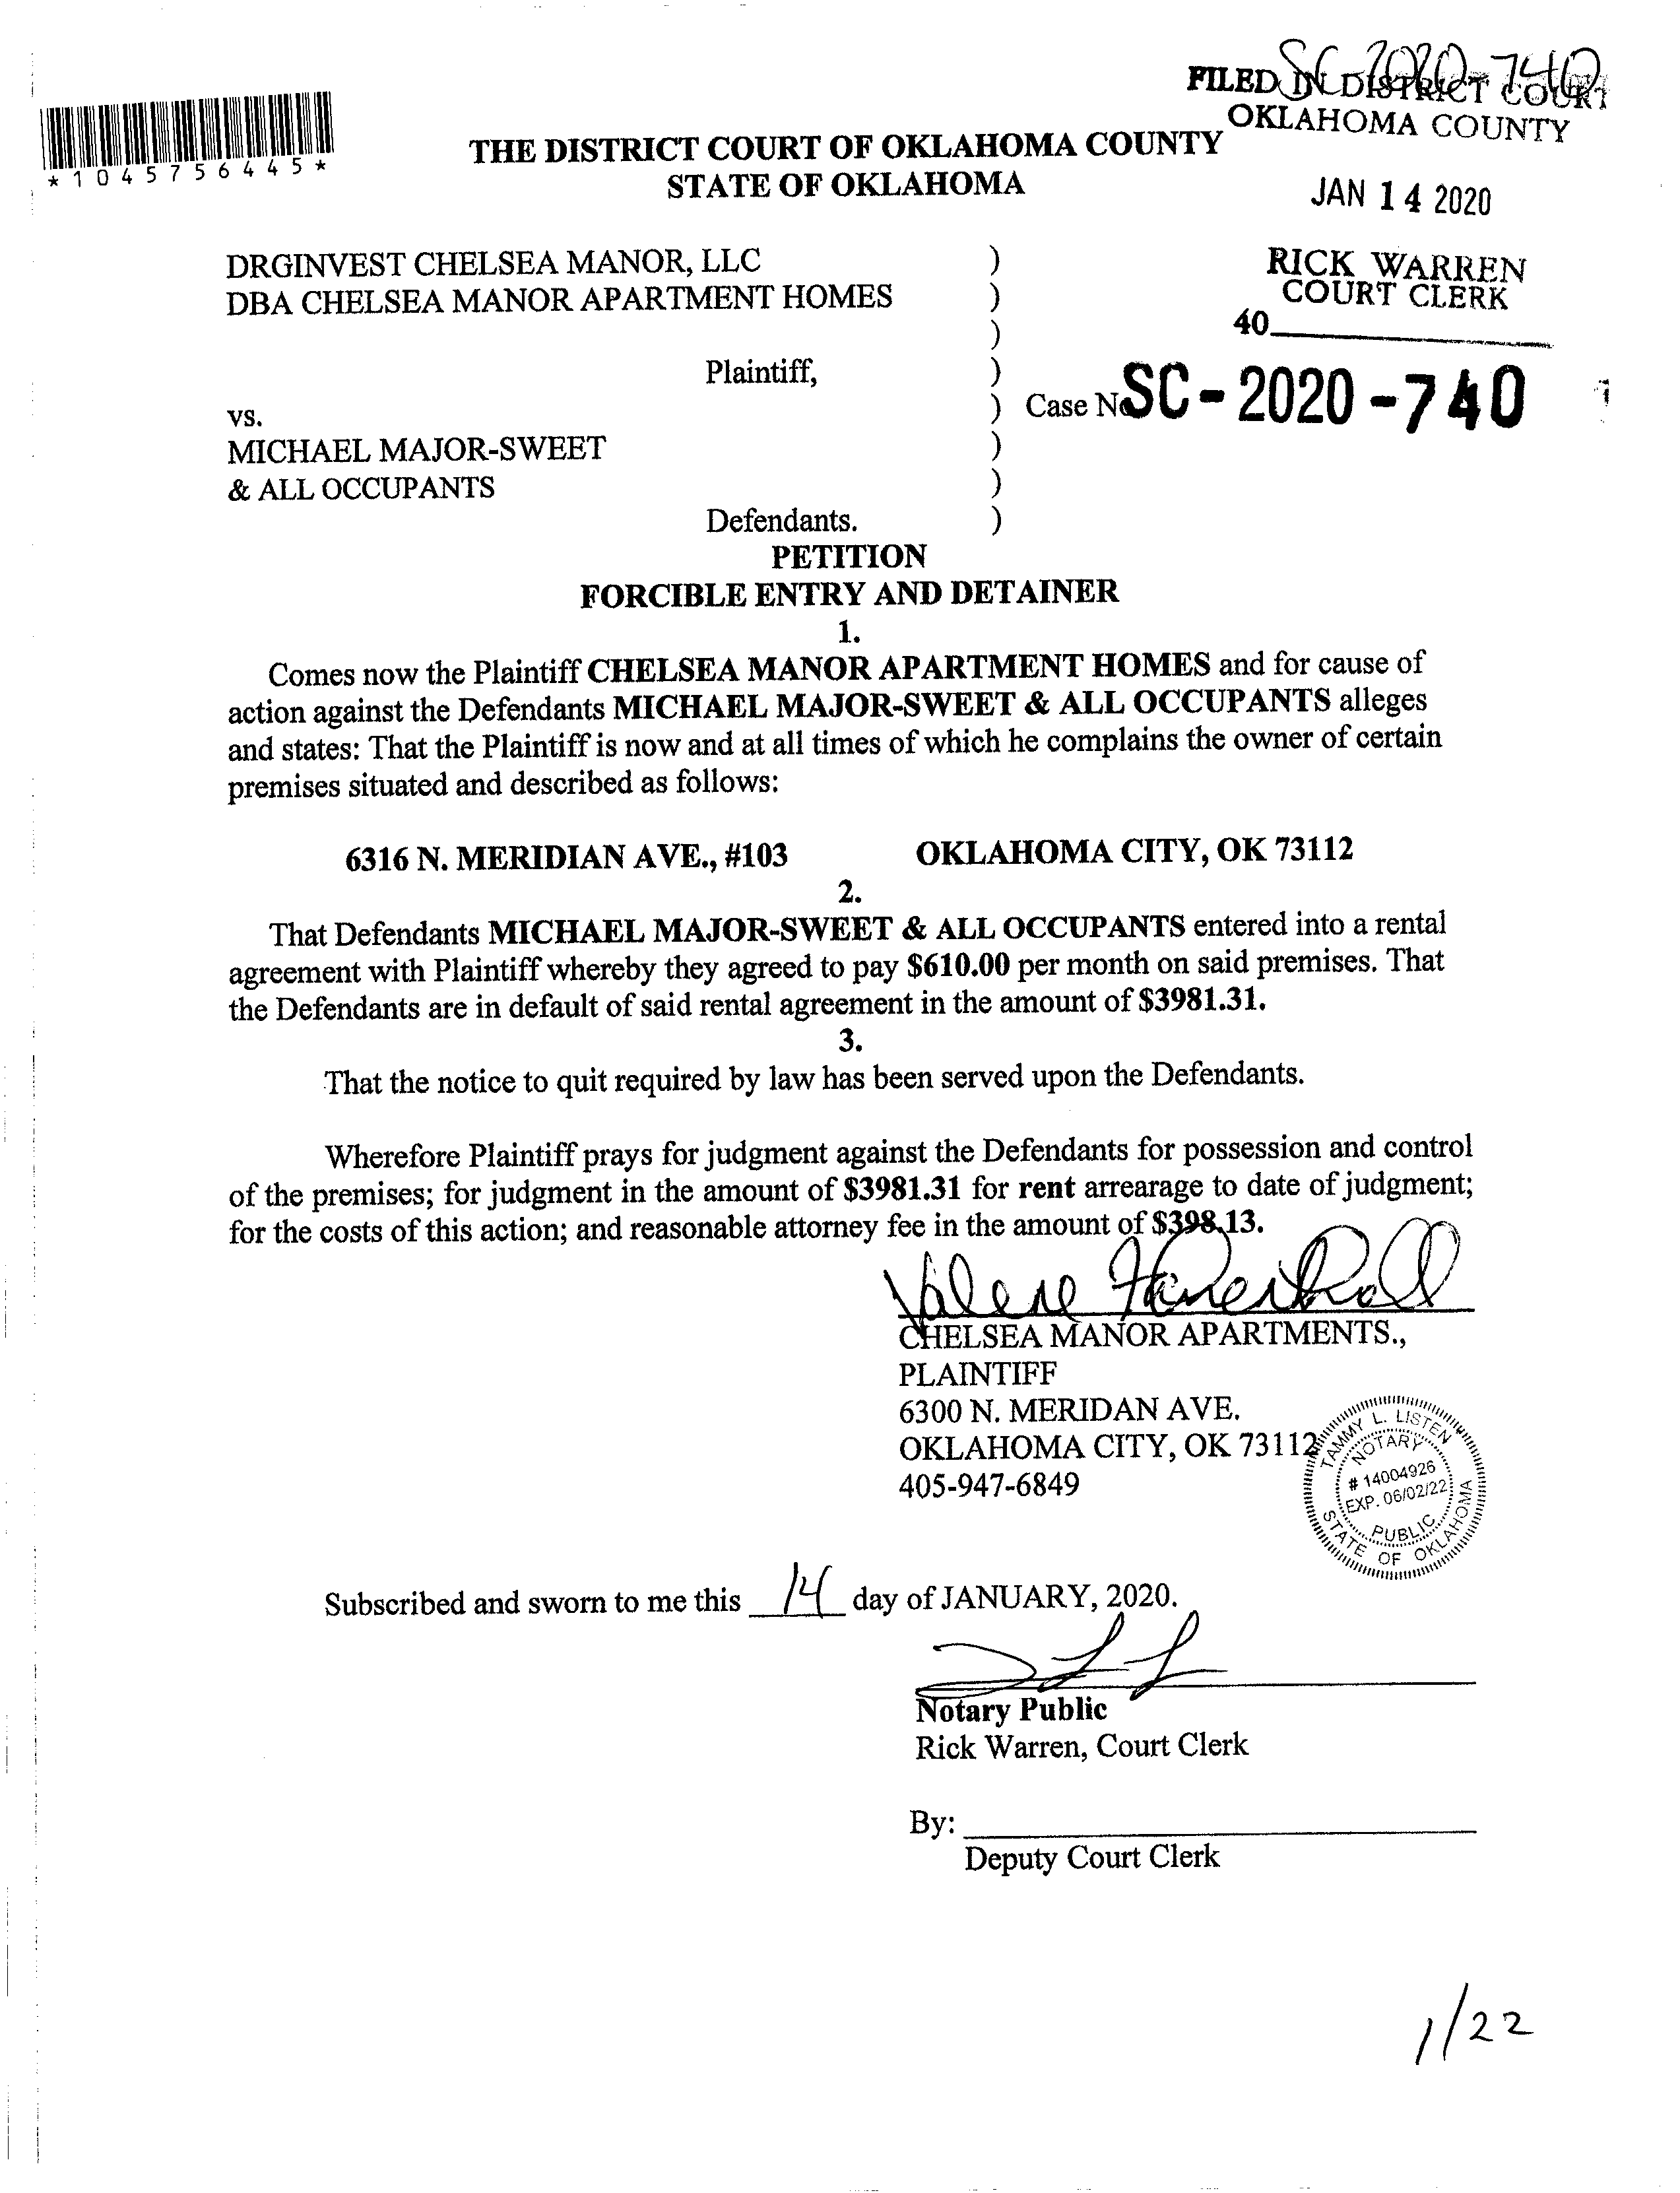 SC-2020-740
FILED IN DISTRICT COURT
OKLAHOMA COUNTY
*1045756445*
THE DISTRICT COURT OF OKLAHOMA COUNTY
STATE OF OKLAHOMA
JAN 14 2020
DRGINVEST CHELSEA MANOR, LLC )
DBA CHELSEA MANOR APARTMENT HOMES )
)
RICK WARREN
COURT CLERK
40
Plaintiff, )
vs. ) Case No SC-2020-740
MICHAEL MAJOR-SWEET )
& ALL OCCUPANTS )
Defendants. )
PETITION
FORCIBLE ENTRY AND DETAINER
1.
Comes now the Plaintiff CHELSEA MANOR APARTMENT HOMES and for cause of
action against the Defendants MICHAEL MAJOR-SWEET & ALL OCCUPANTS alleges
and states: That the Plaintiff is now and at all times of which he complains the owner of certain
premises situated and described as follows:
6316 N. MERIDIAN AVE., #103 OKLAHOMA CITY, OK 73112
2.
That Defendants MICHAEL MAJOR-SWEET & ALL OCCUPANTS entered into a rental
agreement with Plaintiff whereby they agreed to pay $610.00 per month on said premises. That
the Defendants are in default of said rental agreement in the amount of $3981.31.
3.
That the notice to quit required by law has been served upon the Defendants.
Wherefore Plaintiff prays for judgment against the Defendants for possession and control
of the premises; for judgment in the amount of $3981.31 for rent arrearage to date of judgment;
for the costs of this action; and reasonable attorney fee in the amount of $398.13.
CHELSEA MANOR APARTMENTS.,
PLAINTIFF
6300 N. MERIDAN AVE.
OKLAHOMA CITY, OK 73112
405-947-6849
TAMMY L. LISTEN
NOTARY
# 14004926
EXP. 06/02/22
PUBLIC
STATE OF OKLAHOMA
Subscribed and sworn to me this 14 day of JANUARY, 2020.
Notary Public
Rick Warren, Court Clerk
By:
Deputy Court Clerk
1/22